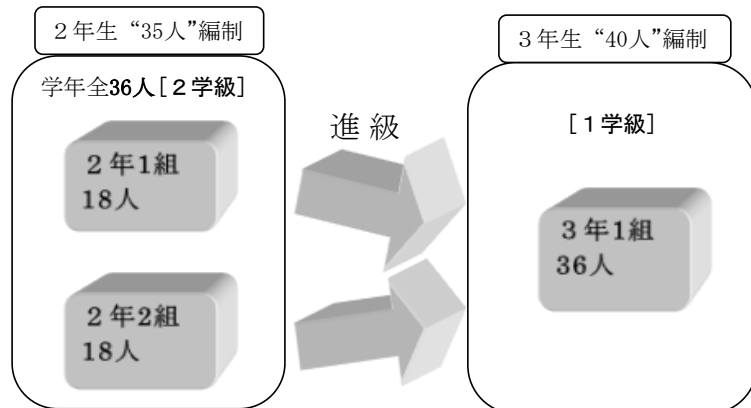 ２年生 “35人”編制
学年全36人[２学級]
２年1組
18人
２年2組
18人
進 級
３年生 “40人”編制
[１学級]
３年1組
36人